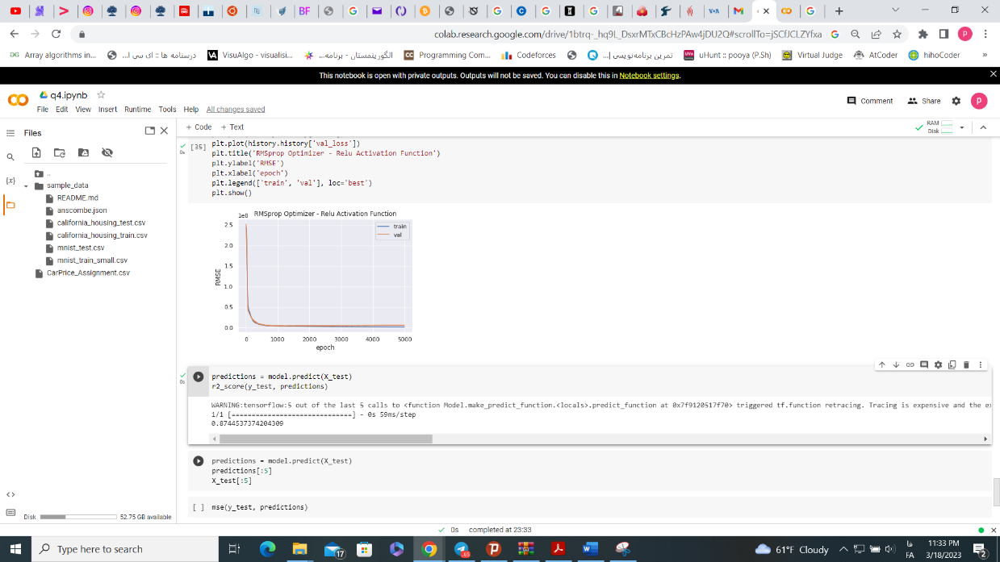 colab.research.google.com/drive/1btrq-_hq9L_DsxrMTxCBcHzPAw4jDU2Q#scrollTo=jSCfJCLZYfxa
Array algorithms in...
درسنامه ها :: ای سی ا...
VisuAlgo - visualisi...
الگوریتمستان - برنامه...
Programming Com...
Codeforces
تمرین برنامه‌نویسی |...
uHunt :: pooya (P.Sh)
Virtual Judge
AtCoder
hihoCoder
This notebook is open with private outputs. Outputs will not be saved. You can disable this in Notebook settings.
q4.ipynb
File Edit View Insert Runtime Tools Help All changes saved
Comment
Share
P
Files
+ Code + Text
RAM
Disk
..
sample_data
README.md
anscombe.json
california_housing_test.csv
california_housing_train.csv
mnist_test.csv
mnist_train_small.csv
CarPrice_Assignment.csv
Disk 52.75 GB available
[35]
0s
plt.plot(history.history['val_loss'])
plt.title('RMSprop Optimizer - Relu Activation Function')
plt.ylabel('RMSE')
plt.xlabel('epoch')
plt.legend(['train', 'val'], loc='best')
plt.show()
1e8 RMSprop Optimizer - Relu Activation Function
train
val
2.5
2.0
1.5
1.0
0.5
0.0
RMSE
0 1000 2000 3000 4000 5000
epoch
0s
predictions = model.predict(X_test)
r2_score(y_test, predictions)
WARNING:tensorflow:5 out of the last 5 calls to <function Model.make_predict_function.<locals>.predict_function at 0x7f9120517f70> triggered tf.function retracing. Tracing is expensive and the ex
1/1 [==============================] - 0s 59ms/step
0.8744537374204309
predictions = model.predict(X_test)
predictions[:5]
X_test[:5]
[ ] mse(y_test, predictions)
0s completed at 23:33
Type here to search
17
61°F Cloudy
فا
FA
11:33 PM
3/18/2023
2